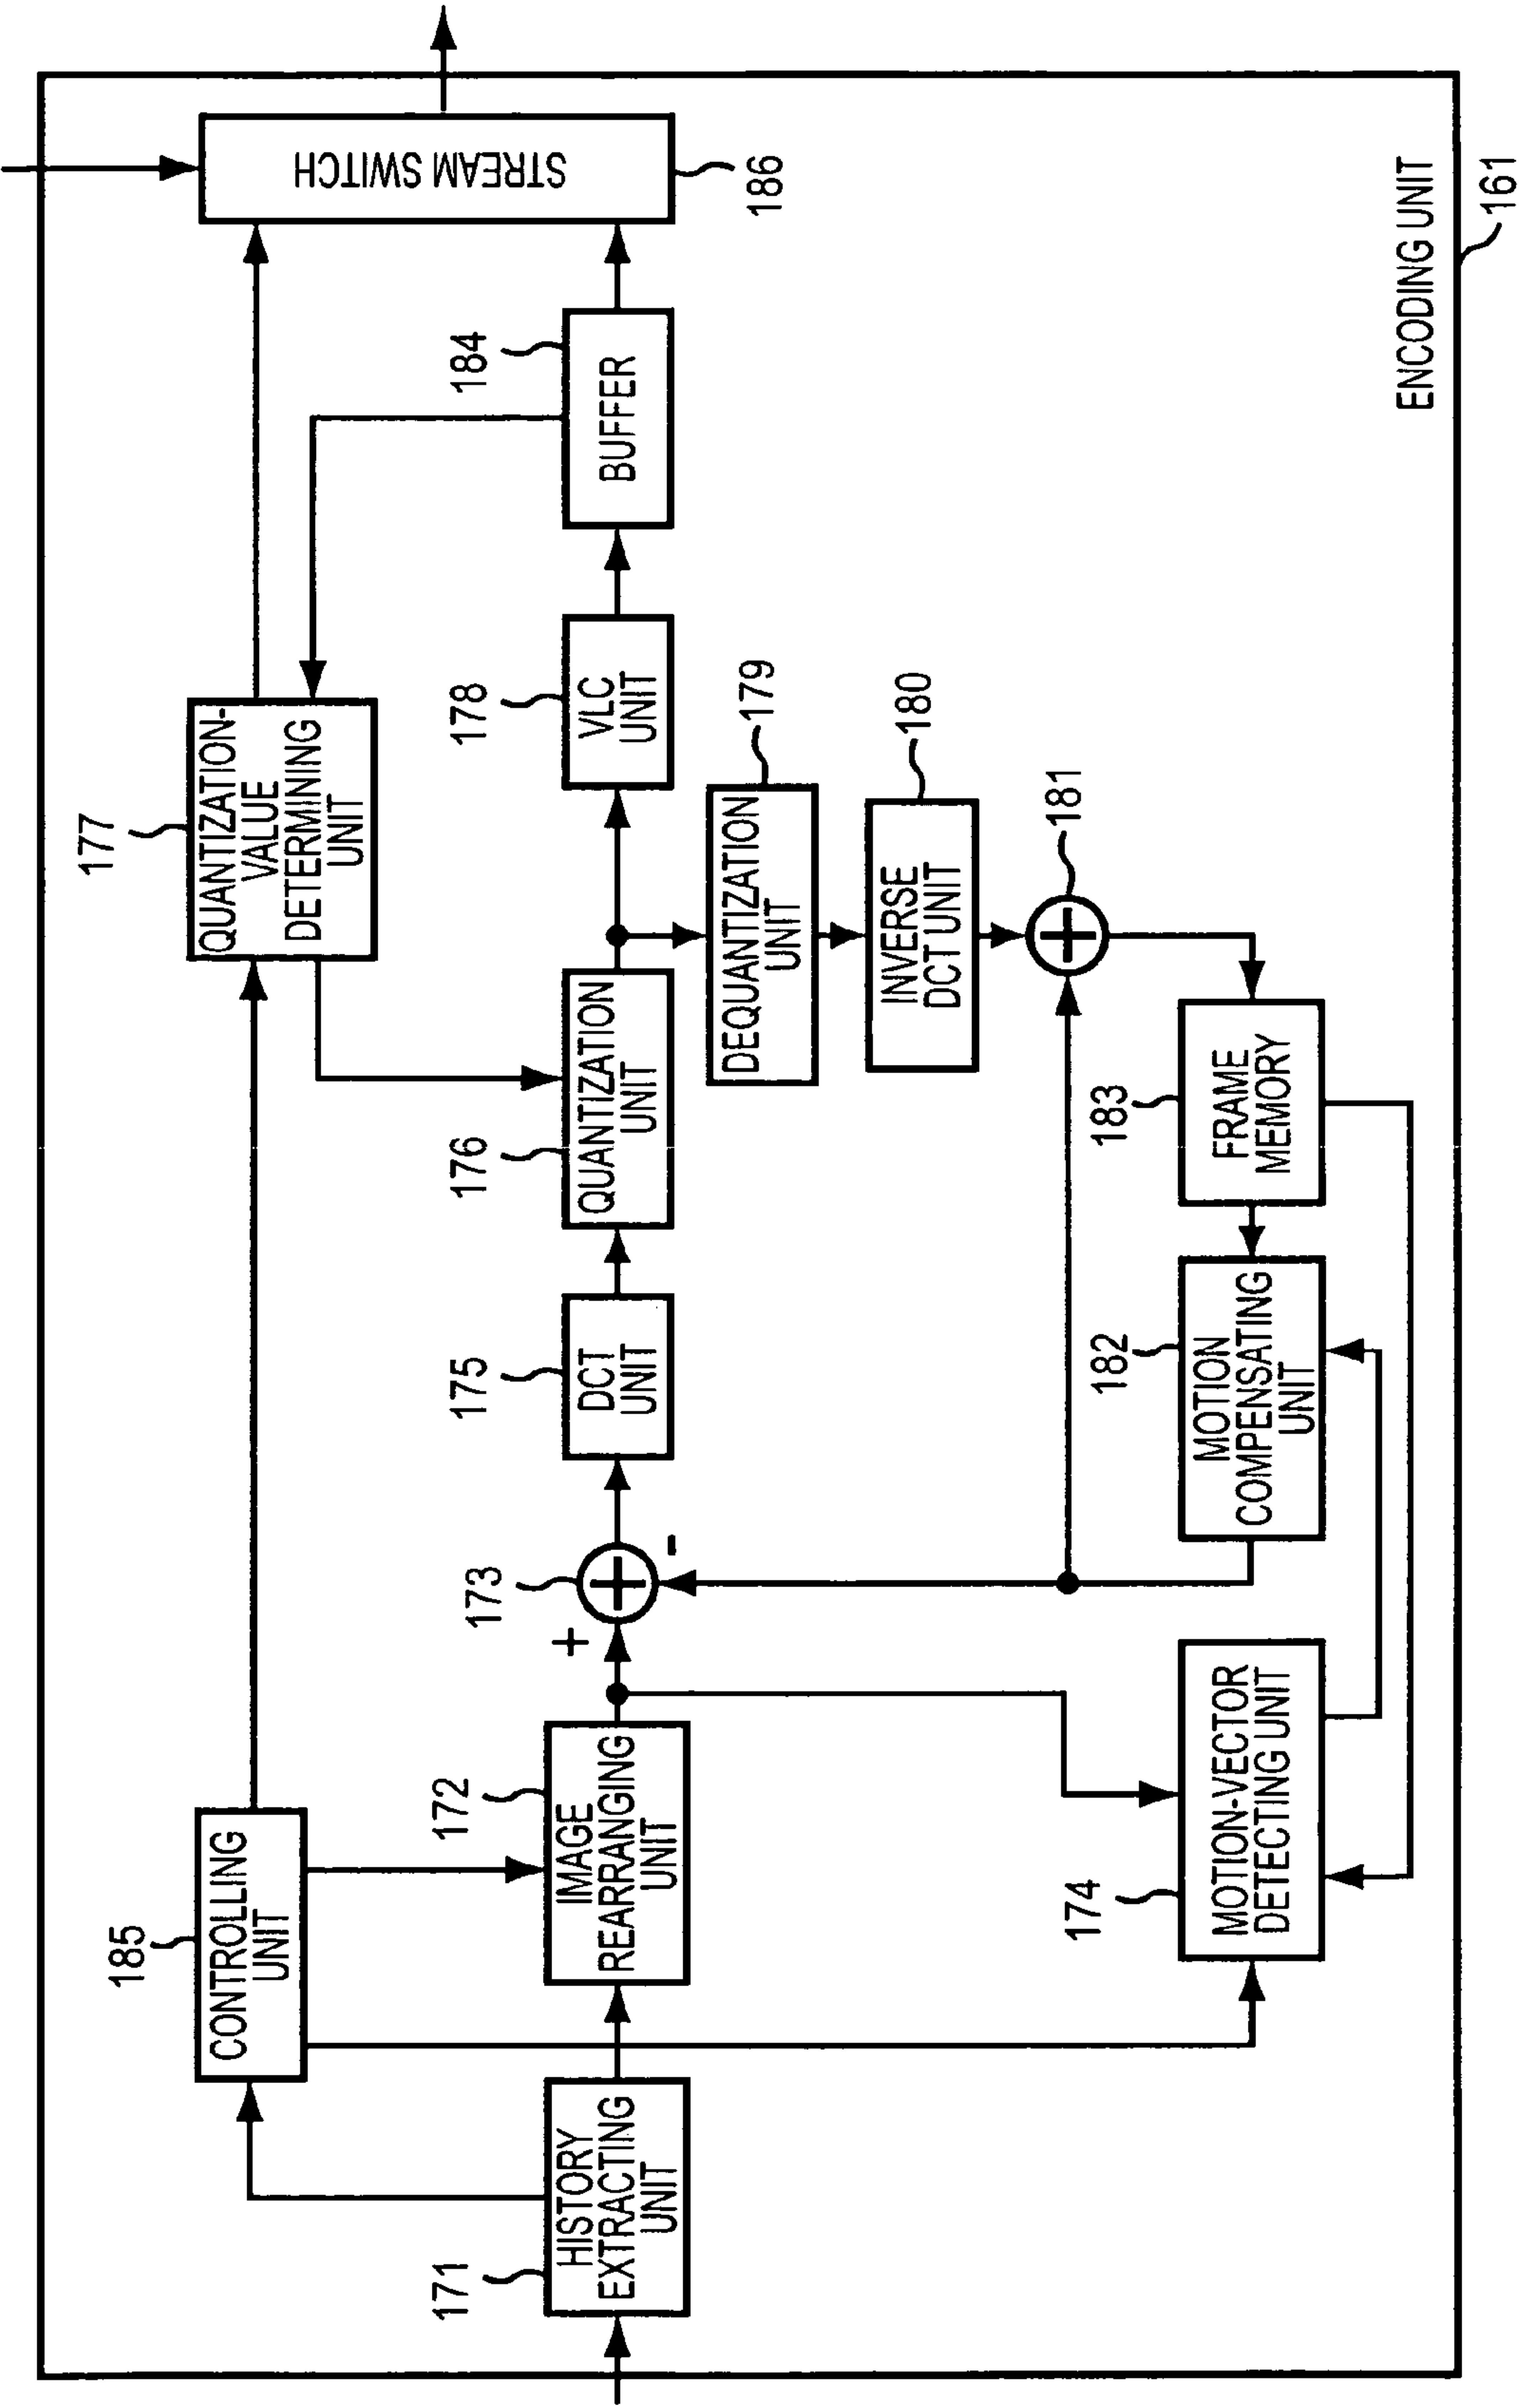 177
185
CONTROLLING
UNIT
QUANTIZATION-
VALUE
DETERMINING
UNIT
171
HISTORY
EXTRACTING
UNIT
172
IMAGE
REARRANGING
UNIT
173
+
-
175
DCT
UNIT
176
QUANTIZATION
UNIT
178
VLC
UNIT
184
BUFFER
STREAM SWITCH
186
DEQUANTIZATION
UNIT
179
INVERSE
DCT UNIT
180
181
174
MOTION-VECTOR
DETECTING UNIT
182
MOTION
COMPENSATING
UNIT
183
FRAME
MEMORY
ENCODING UNIT
161